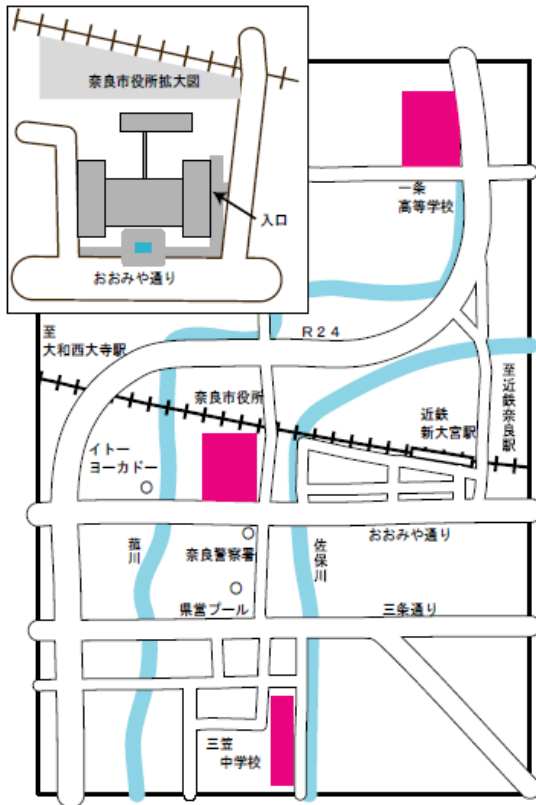 奈良市役所拡大図
入口
おおみや通り
一条
高等学校
至
大和西大寺駅
R24
奈良市役所
近鉄
新大宮駅
至近鉄奈良駅
イトー
ヨーカドー
おおみや通り
菰川
奈良警察署
佐保川
県営プール
三条通り
三笠
中学校